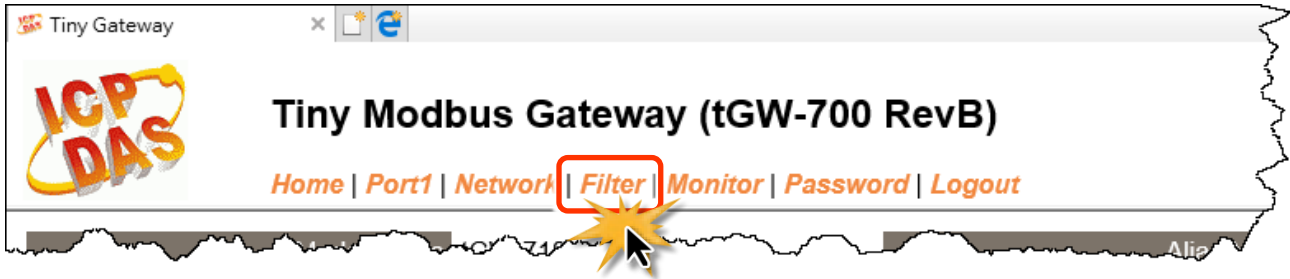 Tiny Gateway
ICP
DAS
Tiny Modbus Gateway (tGW-700 RevB)
Home | Port1 | Network | Filter | Monitor | Password | Logout